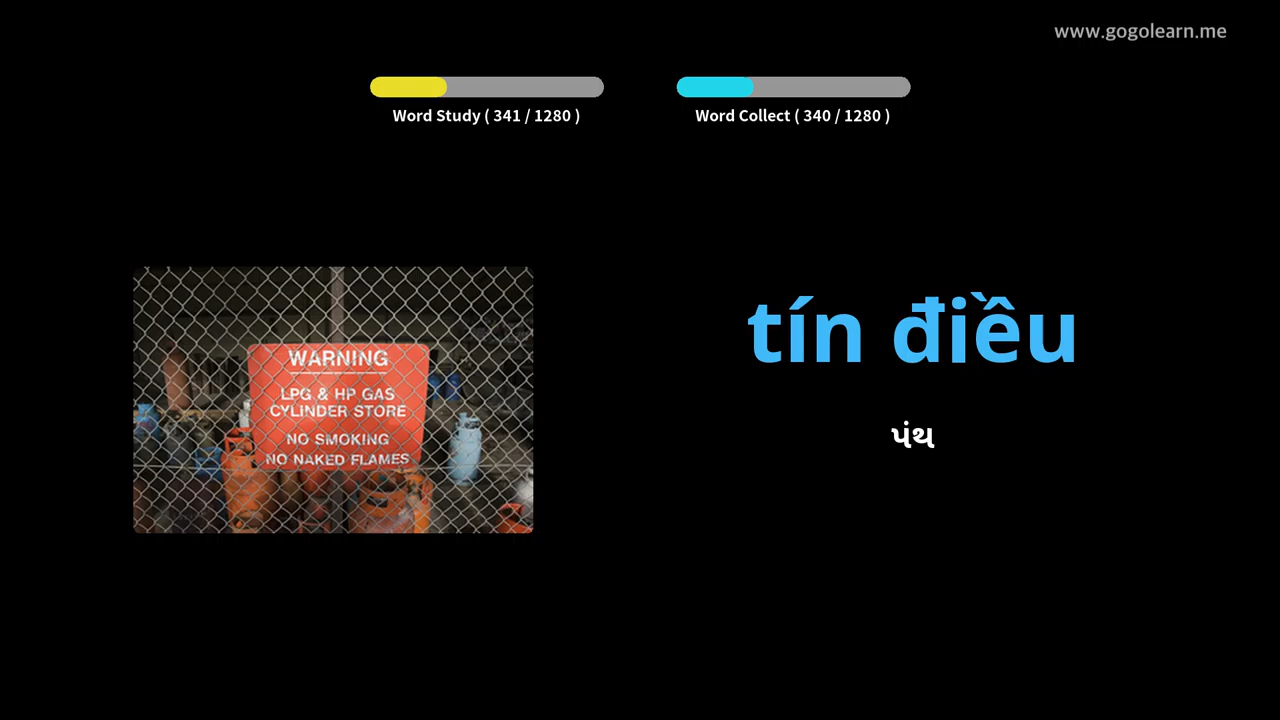 www.gogolearn.me
Word Study ( 341 / 1280 )
Word Collect ( 340 / 1280 )
WARNING
LPG & HP GAS
CYLINDER STORE
NO SMOKING
NO NAKED FLAMES
tín điều
પંથ